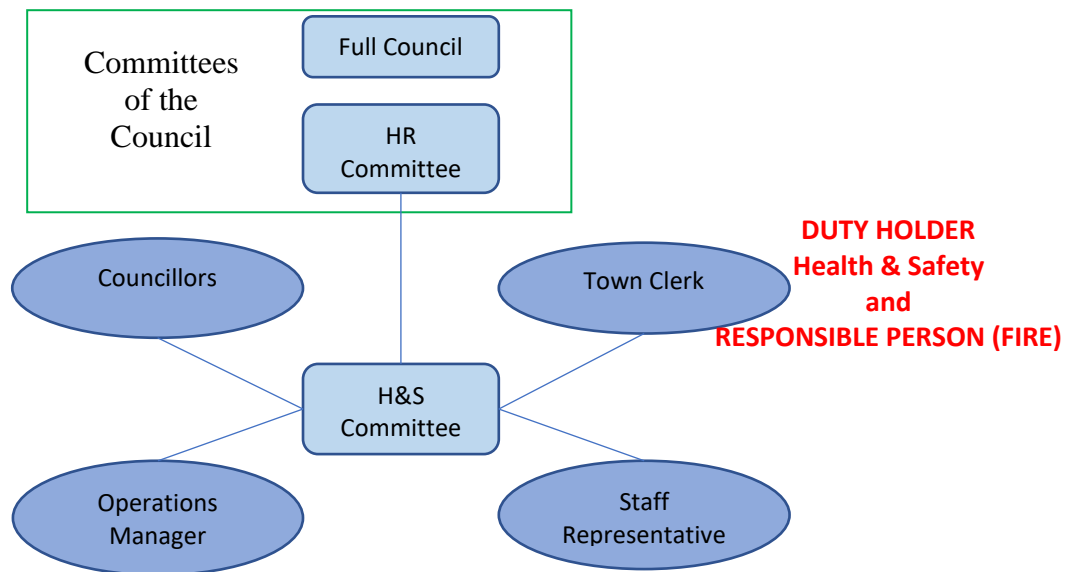 Committees
of the
Council
Full Council
HR
Committee
Councillors
Town Clerk
DUTY HOLDER
Health & Safety
and
RESPONSIBLE PERSON (FIRE)
H&S
Committee
Operations
Manager
Staff
Representative